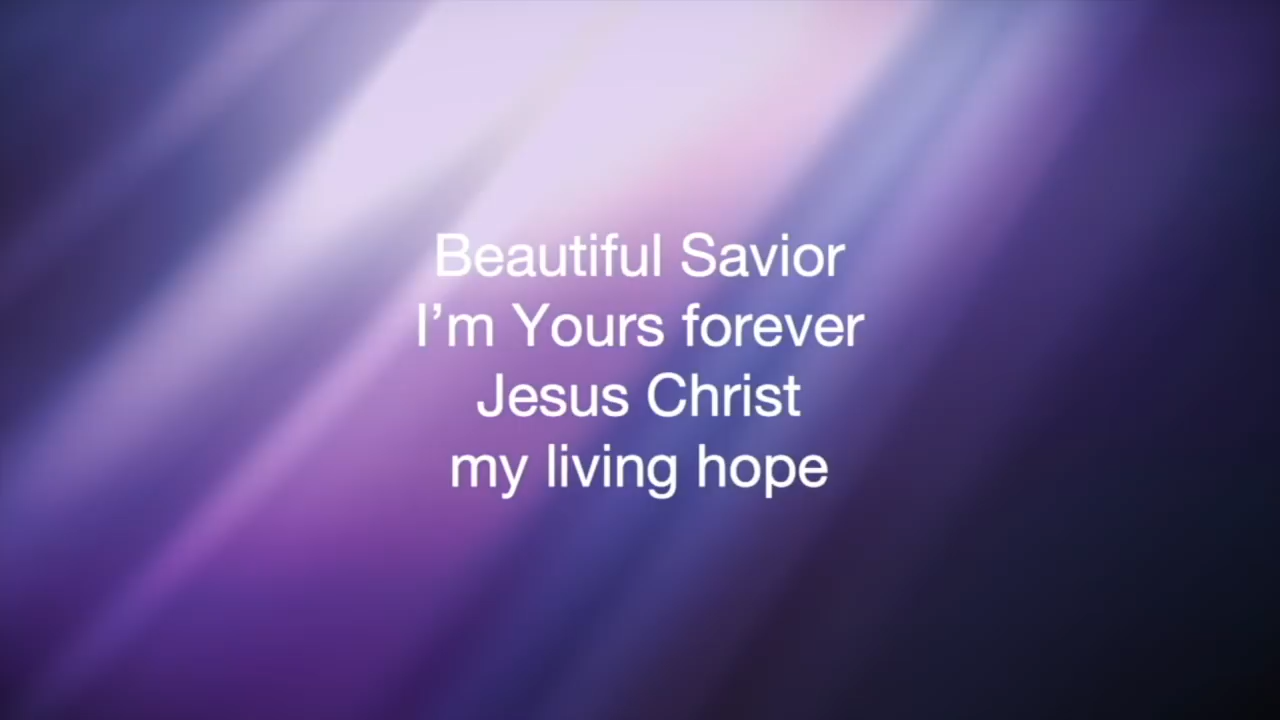 Beautiful Savior
I’m Yours forever
Jesus Christ
my living hope